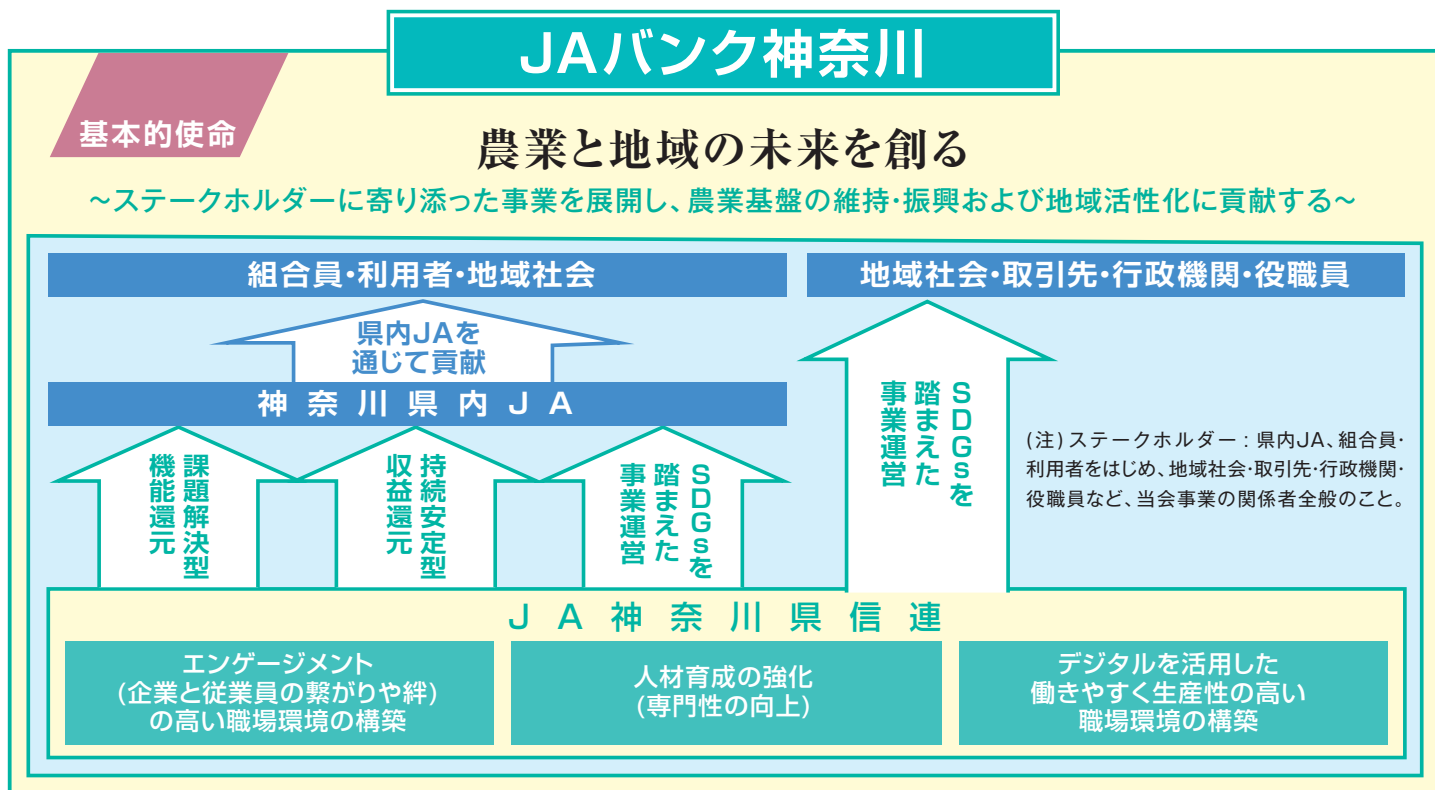 JAバンク神奈川
基本的使命
農業と地域の未来を創る
~ステークホルダーに寄り添った事業を展開し、農業基盤の維持・振興および地域活性化に貢献する~
組合員・利用者・地域社会
地域社会・取引先・行政機関・役職員
県内JAを
通じて貢献
神奈川県内JA
課題解決型
機能還元
持続安定型
収益還元
SDGsを
踏まえた
事業運営
SDGsを
踏まえた
事業運営
(注)ステークホルダー:県内JA、組合員・
利用者をはじめ、地域社会・取引先・行政機関・
役職員など、当会事業の関係者全般のこと。
JA神奈川県信連
エンゲージメント
(企業と従業員の繋がりや絆)
の高い職場環境の構築
人材育成の強化
(専門性の向上)
デジタルを活用した
働きやすく生産性の高い
職場環境の構築